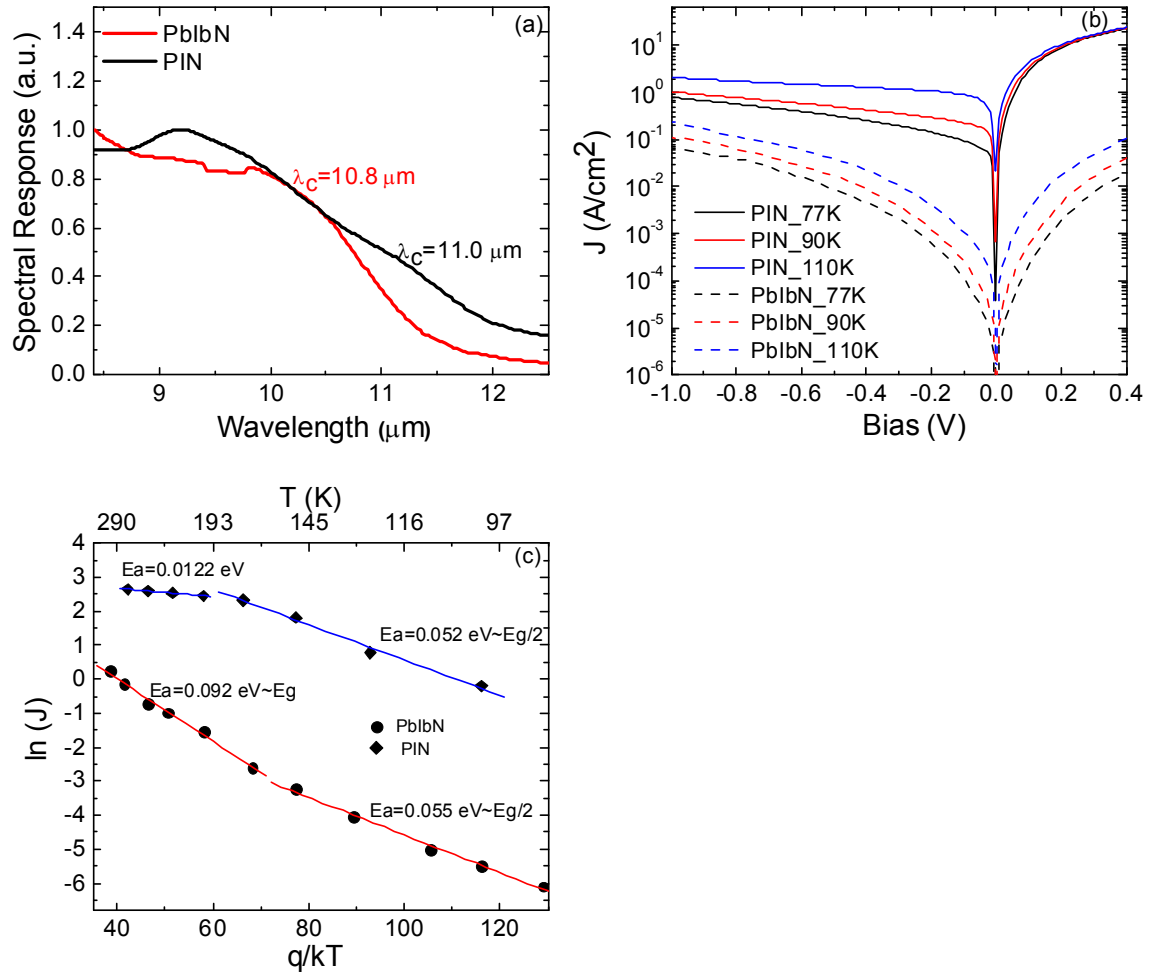 (a)
PbIbN
PIN
1.4
1.2
1.0
0.8
0.6
0.4
0.2
0.0
Spectral Response (a.u.)
λc=10.8 μm
λc=11.0 μm
9 10 11 12
Wavelength (μm)
(b)
10¹
10⁰
10⁻¹
10⁻²
10⁻³
10⁻⁴
10⁻⁵
10⁻⁶
J (A/cm²)
PIN_77K
PIN_90K
PIN_110K
PbIbN_77K
PbIbN_90K
PbIbN_110K
-1.0 -0.8 -0.6 -0.4 -0.2 0.0 0.2 0.4
Bias (V)
T (K)
290 193 145 116 97
(c)
4
3
2
1
0
-1
-2
-3
-4
-5
-6
ln (J)
Ea=0.0122 eV
Ea=0.052 eV~Eg/2
Ea=0.092 eV~Eg
PbIbN
PIN
Ea=0.055 eV~Eg/2
40 60 80 100 120
q/kT